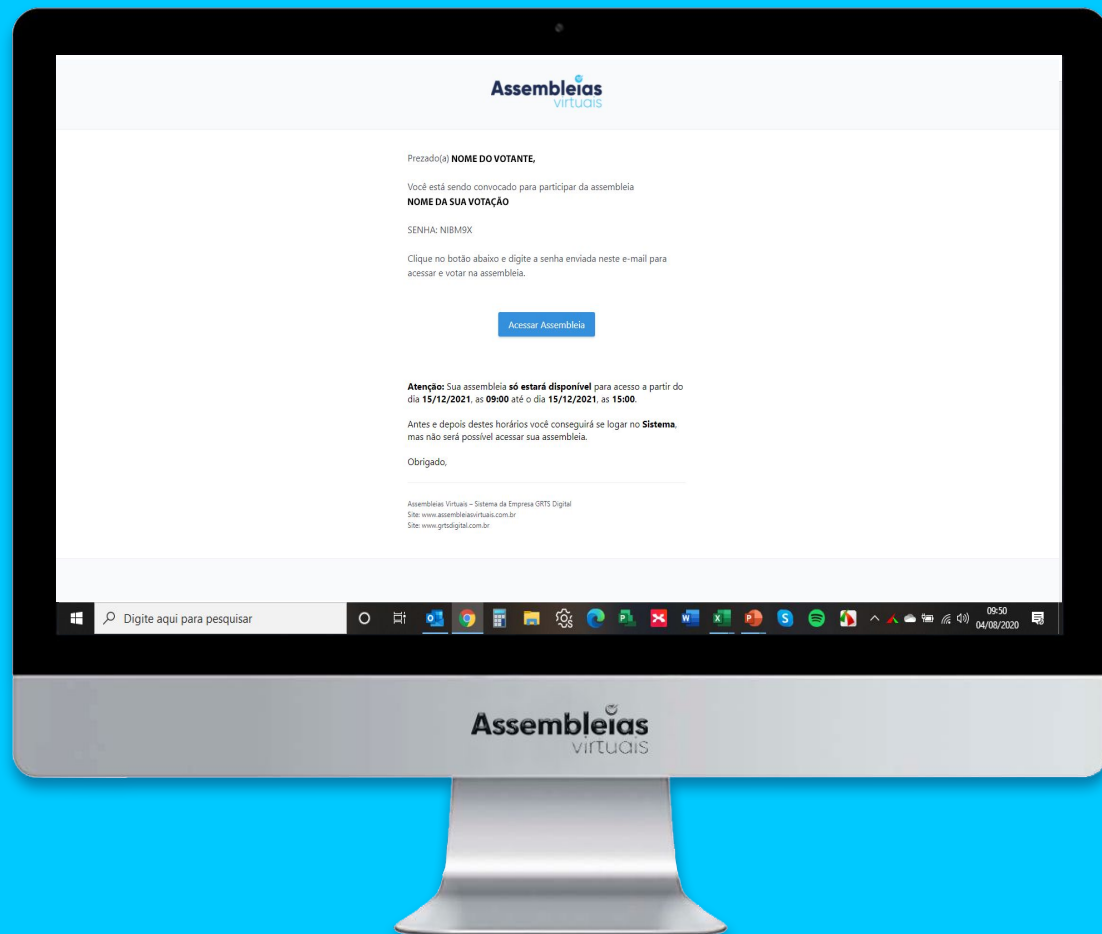 Assembleias
virtuais
Prezado(a) NOME DO VOTANTE,
Você está sendo convocado para participar da assembleia
NOME DA SUA VOTAÇÃO
SENHA: NIBM9X
Clique no botão abaixo e digite a senha enviada neste e-mail para
acessar e votar na assembleia.
Acessar Assembleia
Atenção: Sua assembleia só estará disponível para acesso a partir do
dia 15/12/2021, as 09:00 até o dia 15/12/2021, as 15:00.
Antes e depois destes horários você conseguirá se logar no Sistema,
mas não será possível acessar sua assembleia.
Obrigado,
Assembleias Virtuais – Sistema da Empresa GRTS Digital
Site: www.assembleiasvirtuais.com.br
Site: www.grtsdigital.com.br
Digite aqui para pesquisar
09:50
04/08/2020
Assembleias
virtuais